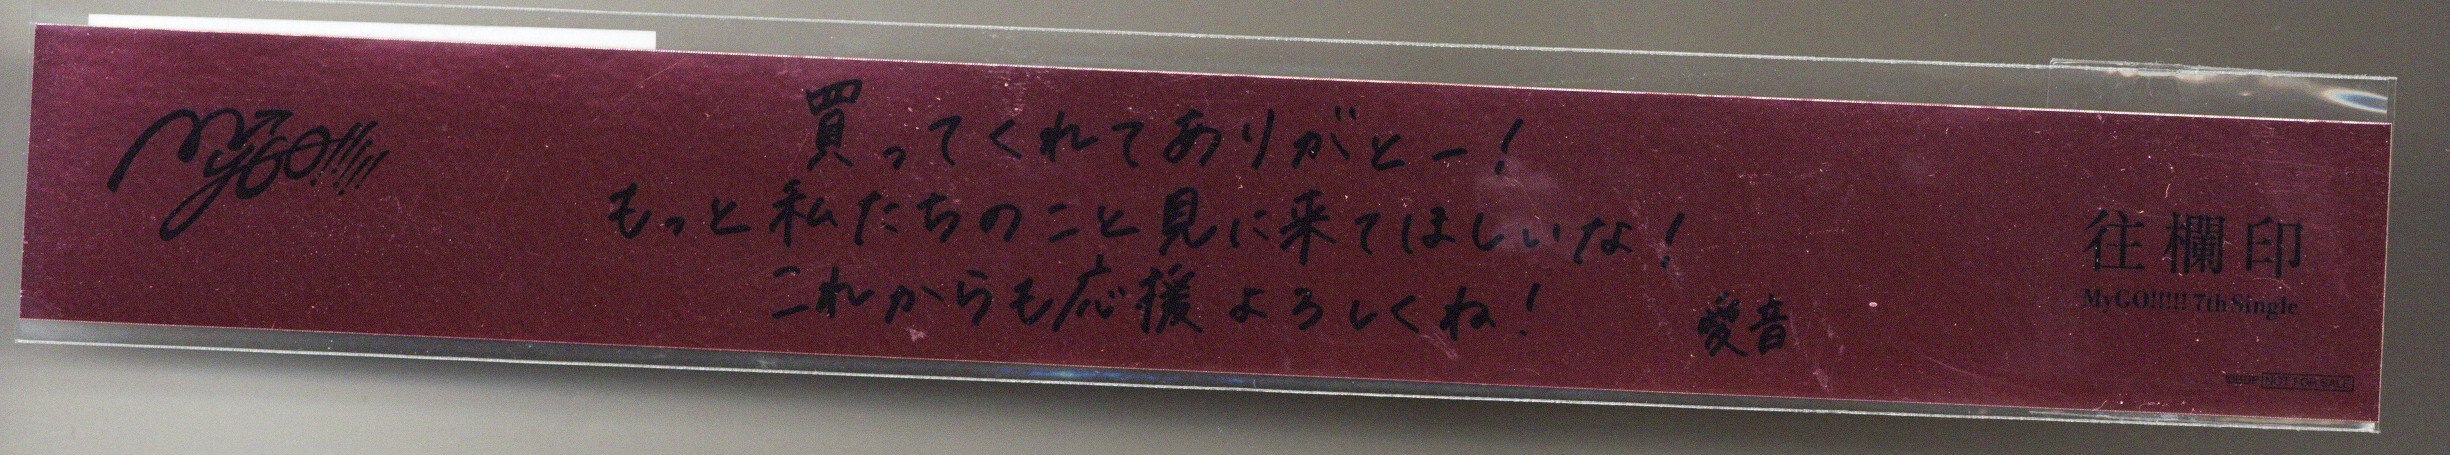 MyGO!!!!!
買ってくれてありがとー！
もっと私たちのこと見に来てほしいな！
これからも応援よろしくね！
愛音
往欄印
MyGO!!!!! 7th Single
NOT FOR SALE